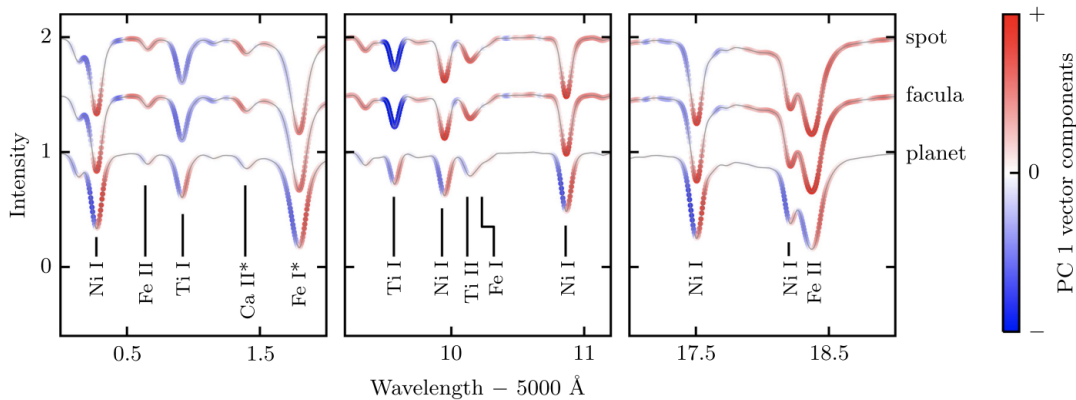 Intensity
2
1
0
Ni I
Fe II
Ti I
Ca II*
Fe I*
0.5
1.5
Ti I
Ni I
Ti II
Fe I
Ni I
10
11
Ni I
Ni I
Fe II
17.5
18.5
spot
facula
planet
Wavelength − 5000 Å
+
0
−
PC 1 vector components